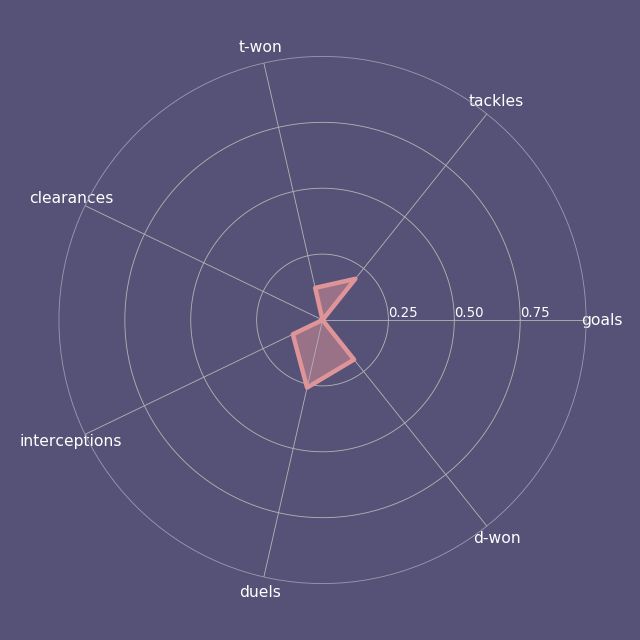 t-won
tackles
clearances
0.25 0.50 0.75 goals
interceptions
d-won
duels